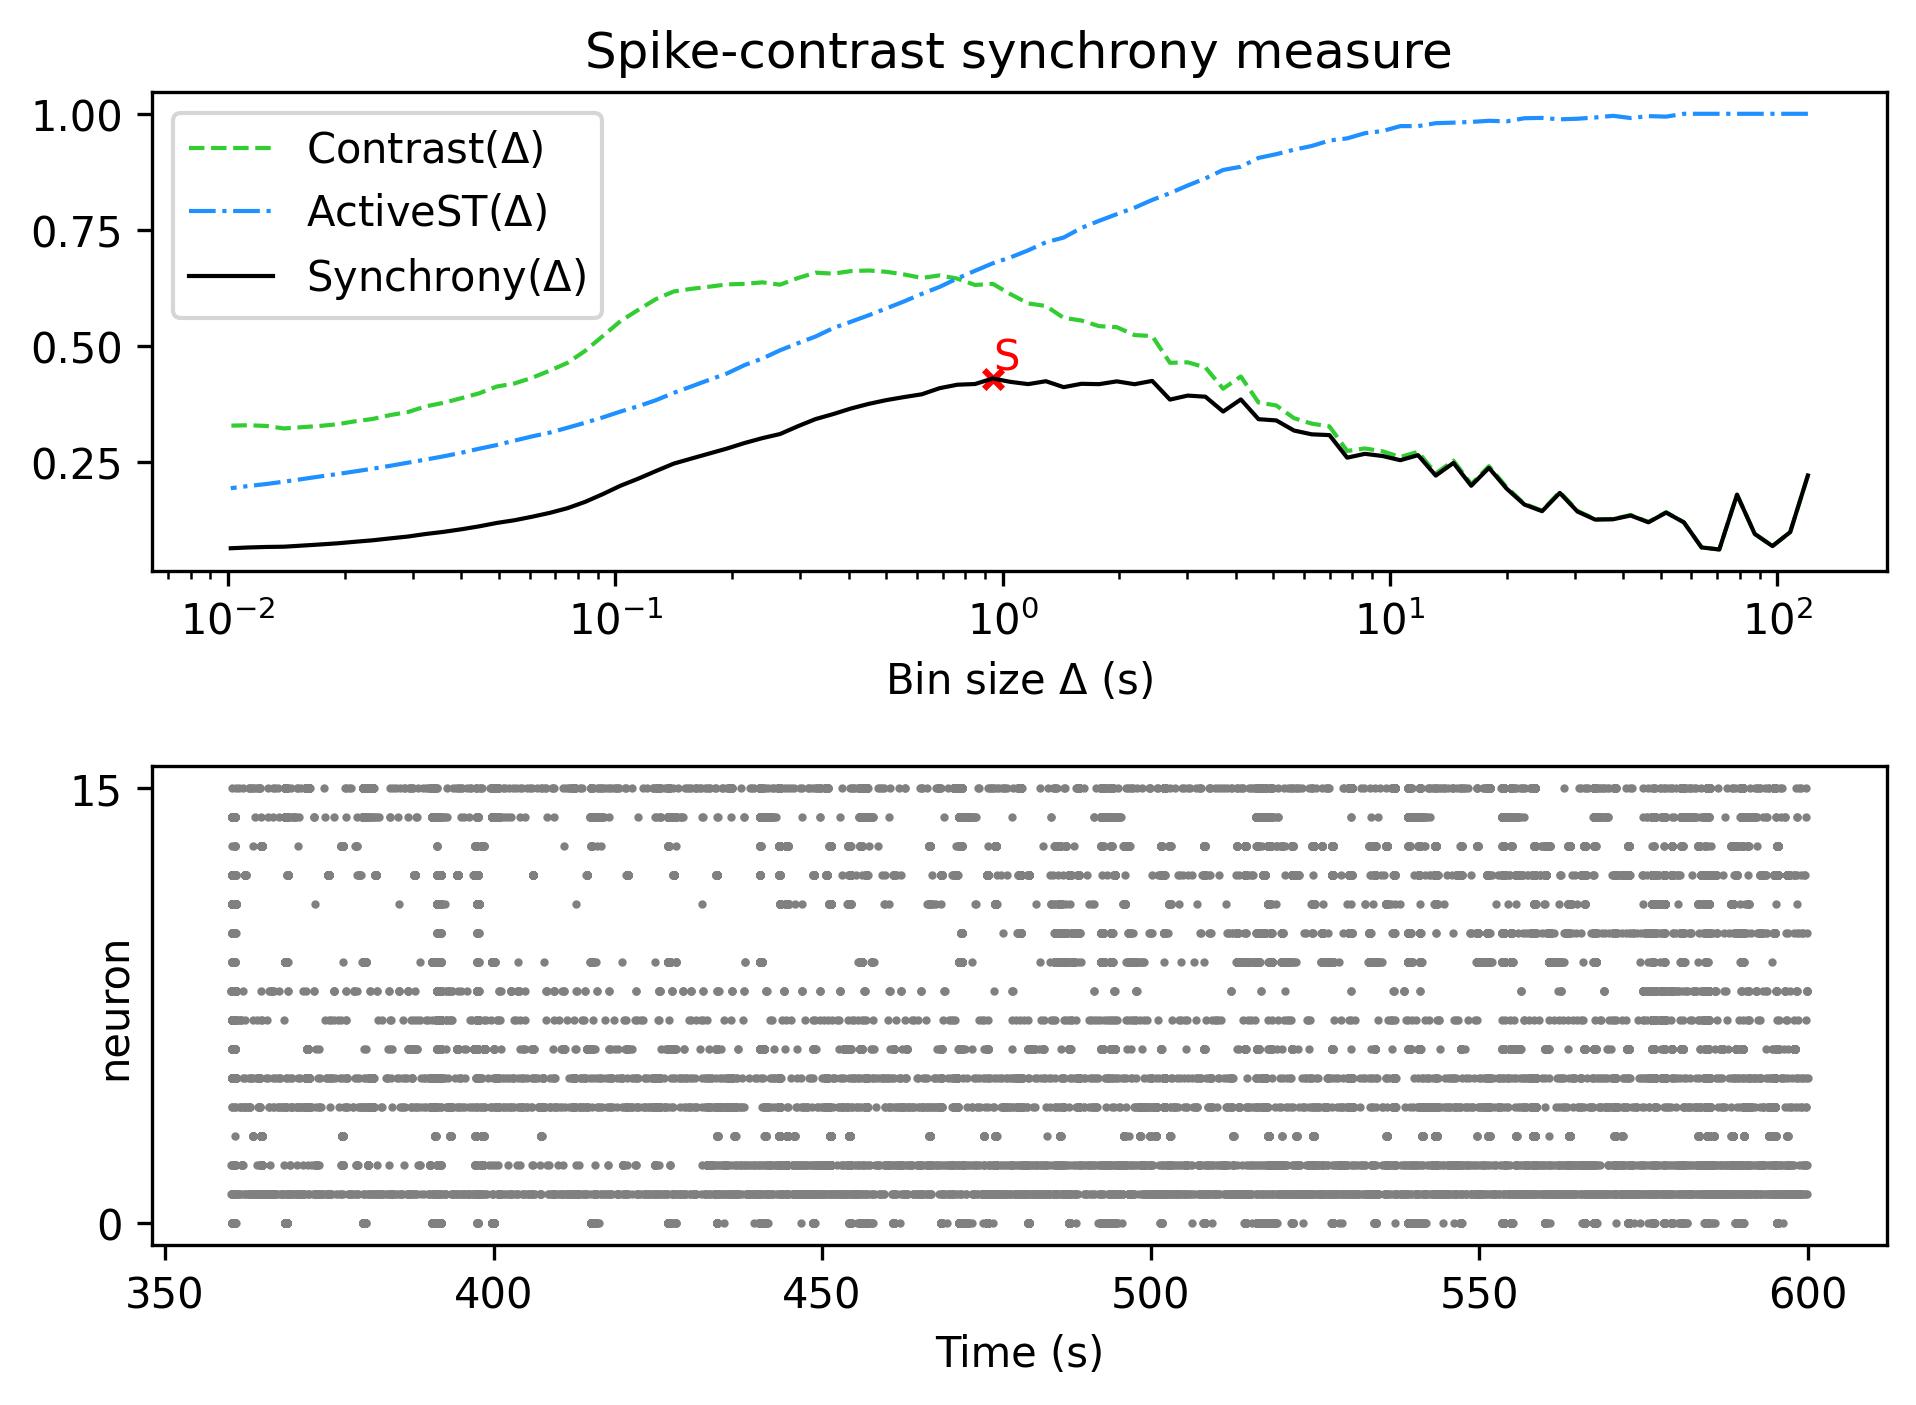 Spike-contrast synchrony measure
1.00
0.75
0.50
0.25
Contrast(Δ)
ActiveST(Δ)
Synchrony(Δ)
S
10⁻² 10⁻¹ 10⁰ 10¹ 10²
Bin size Δ (s)
15
0
neuron
350 400 450 500 550 600
Time (s)